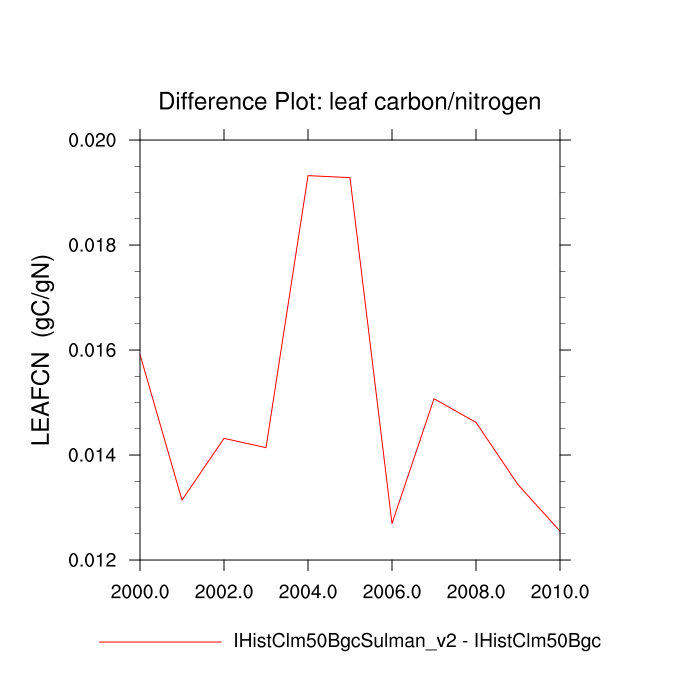 Difference Plot: leaf carbon/nitrogen
0.020
0.018
0.016
0.014
0.012
LEAFCN  (gC/gN)
2000.0 2002.0 2004.0 2006.0 2008.0 2010.0
IHistClm50BgcSulman_v2 - IHistClm50Bgc